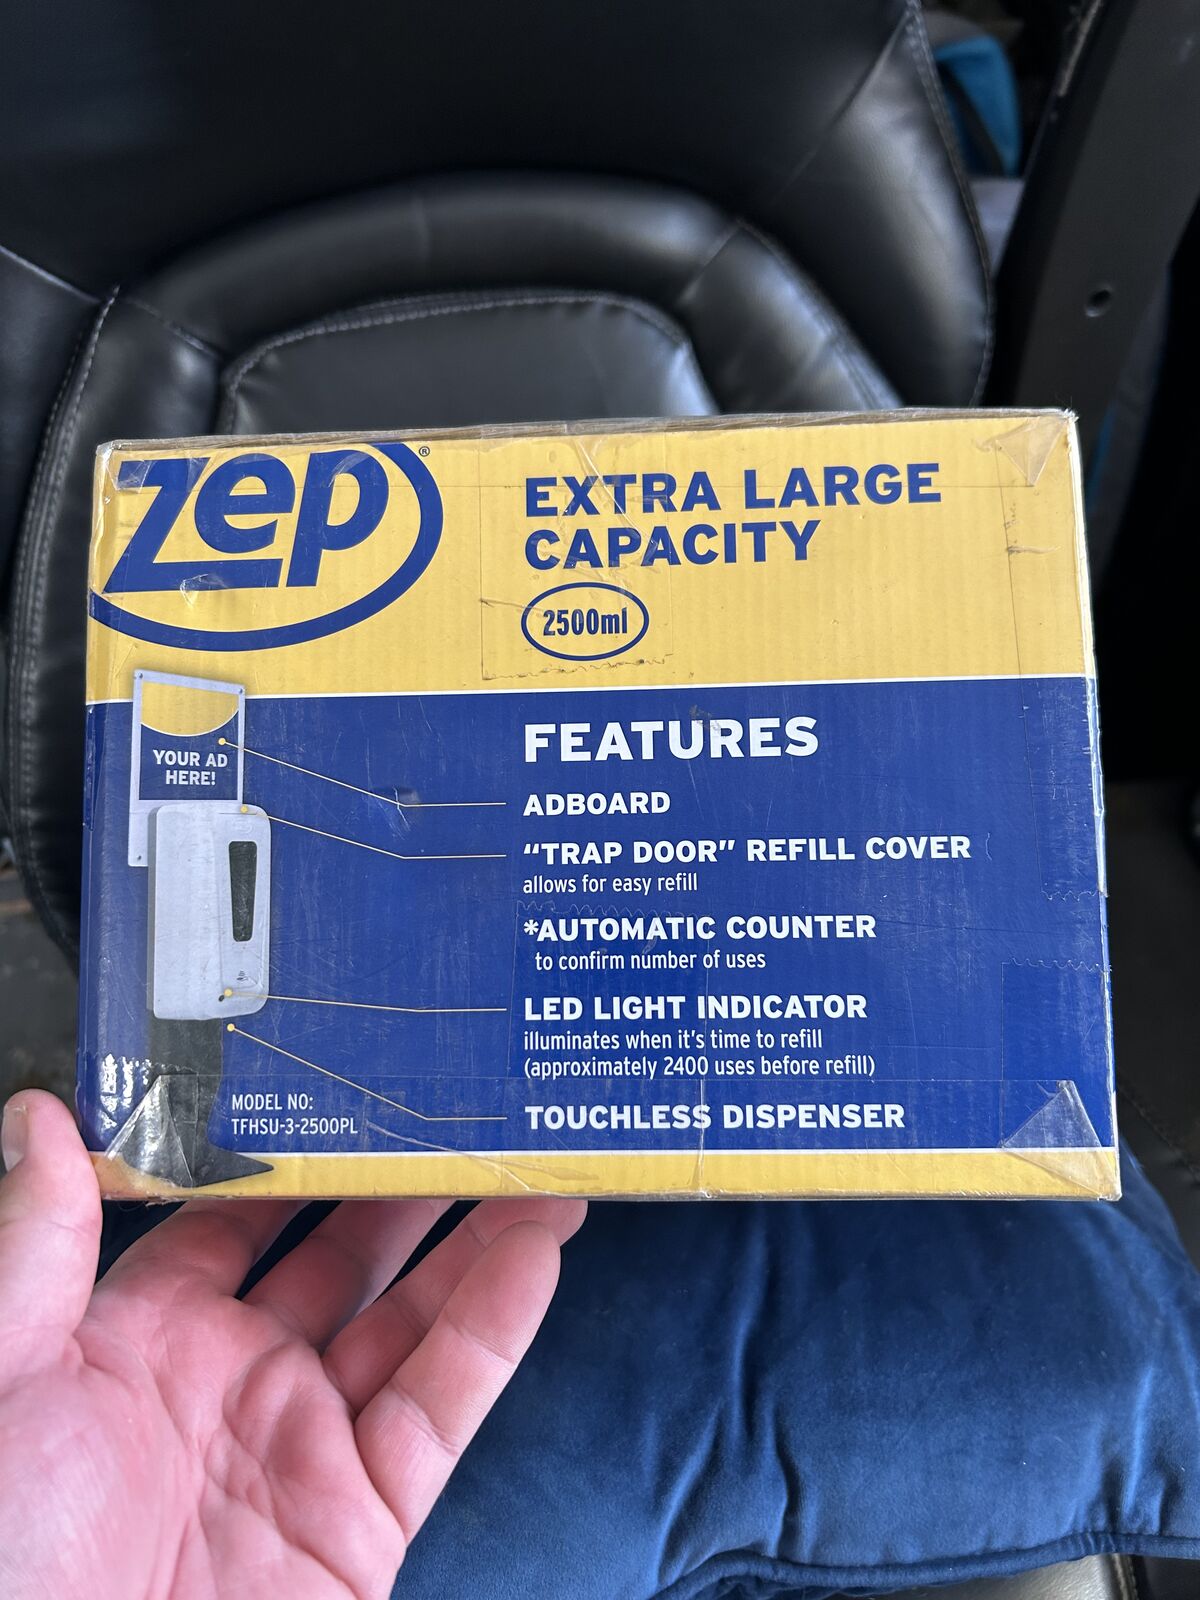 zep®
EXTRA LARGE
CAPACITY
2500ml
YOUR AD
HERE!
FEATURES
ADBOARD
“TRAP DOOR” REFILL COVER
allows for easy refill
*AUTOMATIC COUNTER
to confirm number of uses
LED LIGHT INDICATOR
illuminates when it's time to refill
(approximately 2400 uses before refill)
TOUCHLESS DISPENSER
MODEL NO:
TFHSU-3-2500PL